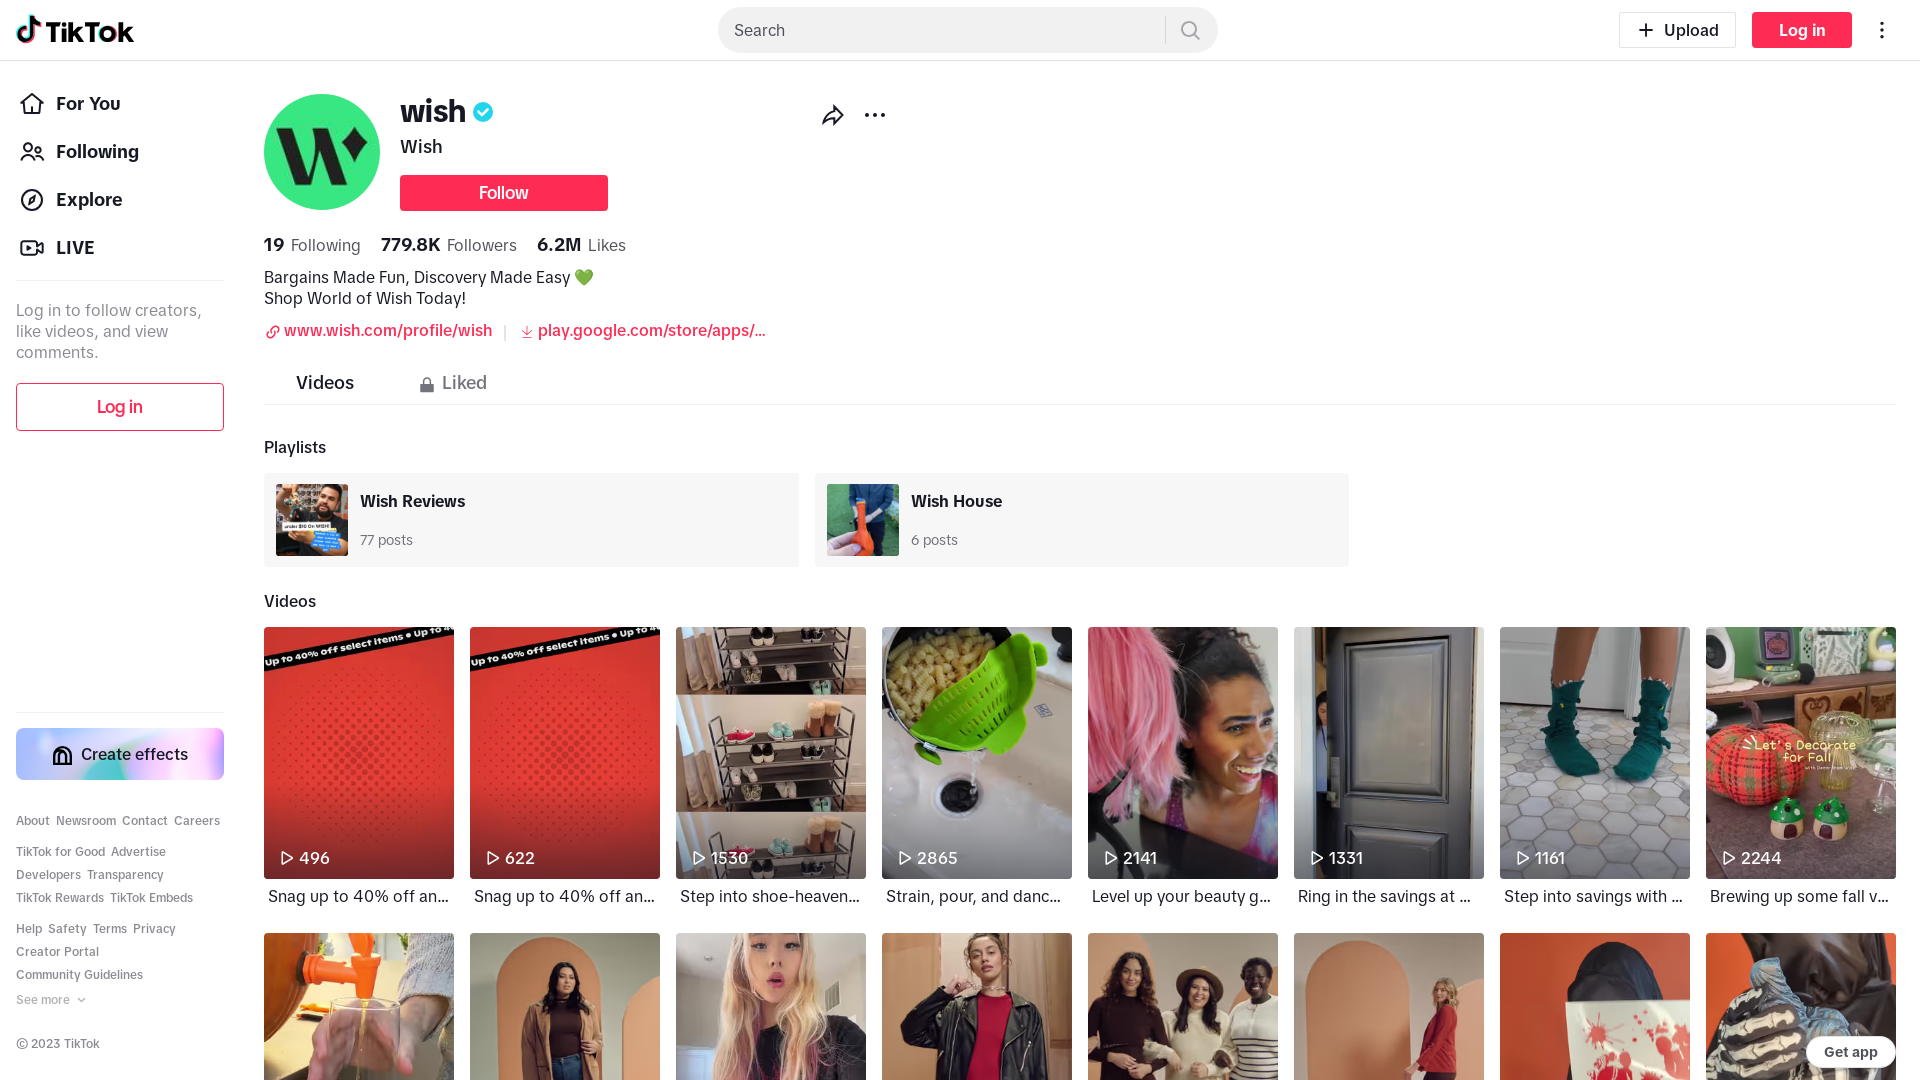 TikTok
Search
Upload
Log in
For You
Following
Explore
LIVE
Log in to follow creators,
like videos, and view
comments.
Log in
Create effects
About Newsroom Contact Careers
TikTok for Good Advertise
Developers Transparency
TikTok Rewards TikTok Embeds
Help Safety Terms Privacy
Creator Portal
Community Guidelines
See more
© 2023 TikTok
W
wish
Wish
Follow
19 Following 779.8K Followers 6.2M Likes
Bargains Made Fun, Discovery Made Easy 💚
Shop World of Wish Today!
www.wish.com/profile/wish | play.google.com/store/apps/...
Videos
Liked
Playlists
under $10 On WISH!
Wish Reviews
77 posts
Wish House
6 posts
Videos
Up to 40% off select items • Up to 4
496
Snag up to 40% off an...
Up to 40% off select items • Up to 4
622
Snag up to 40% off an...
1530
Step into shoe-heaven...
2865
Strain, pour, and danc...
2141
Level up your beauty g...
1331
Ring in the savings at ...
1161
Step into savings with ...
Let's Decorate
for Fall
2244
Brewing up some fall v...
Get app